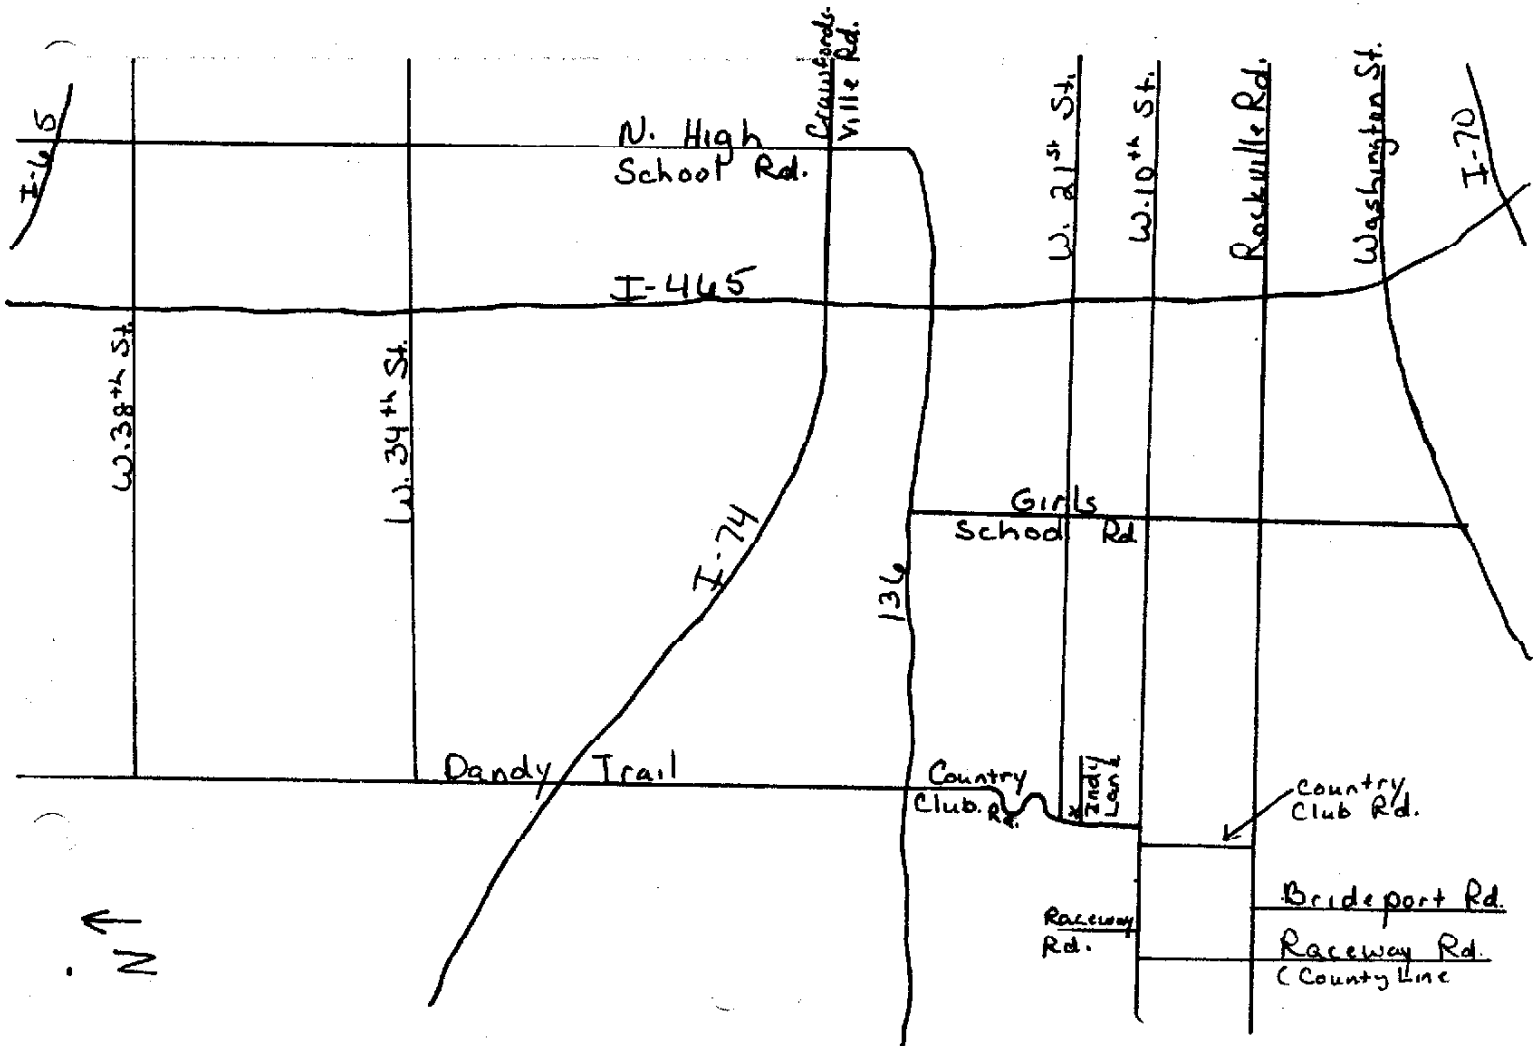 Crawfords-
ville Rd.
I-65
N. High
School Rd.
W. 21st St.
W. 10th St.
Rockville Rd.
Washington St.
I-70
I-465
W. 38th St.
W. 34th St.
I-74
Girls
School Rd
136
Dandy Trail
Country
Club Rd.
Indy
Lane
x
Country
Club Rd.
Brideport Rd.
Raceway
Rd.
Raceway Rd.
(County Line
N